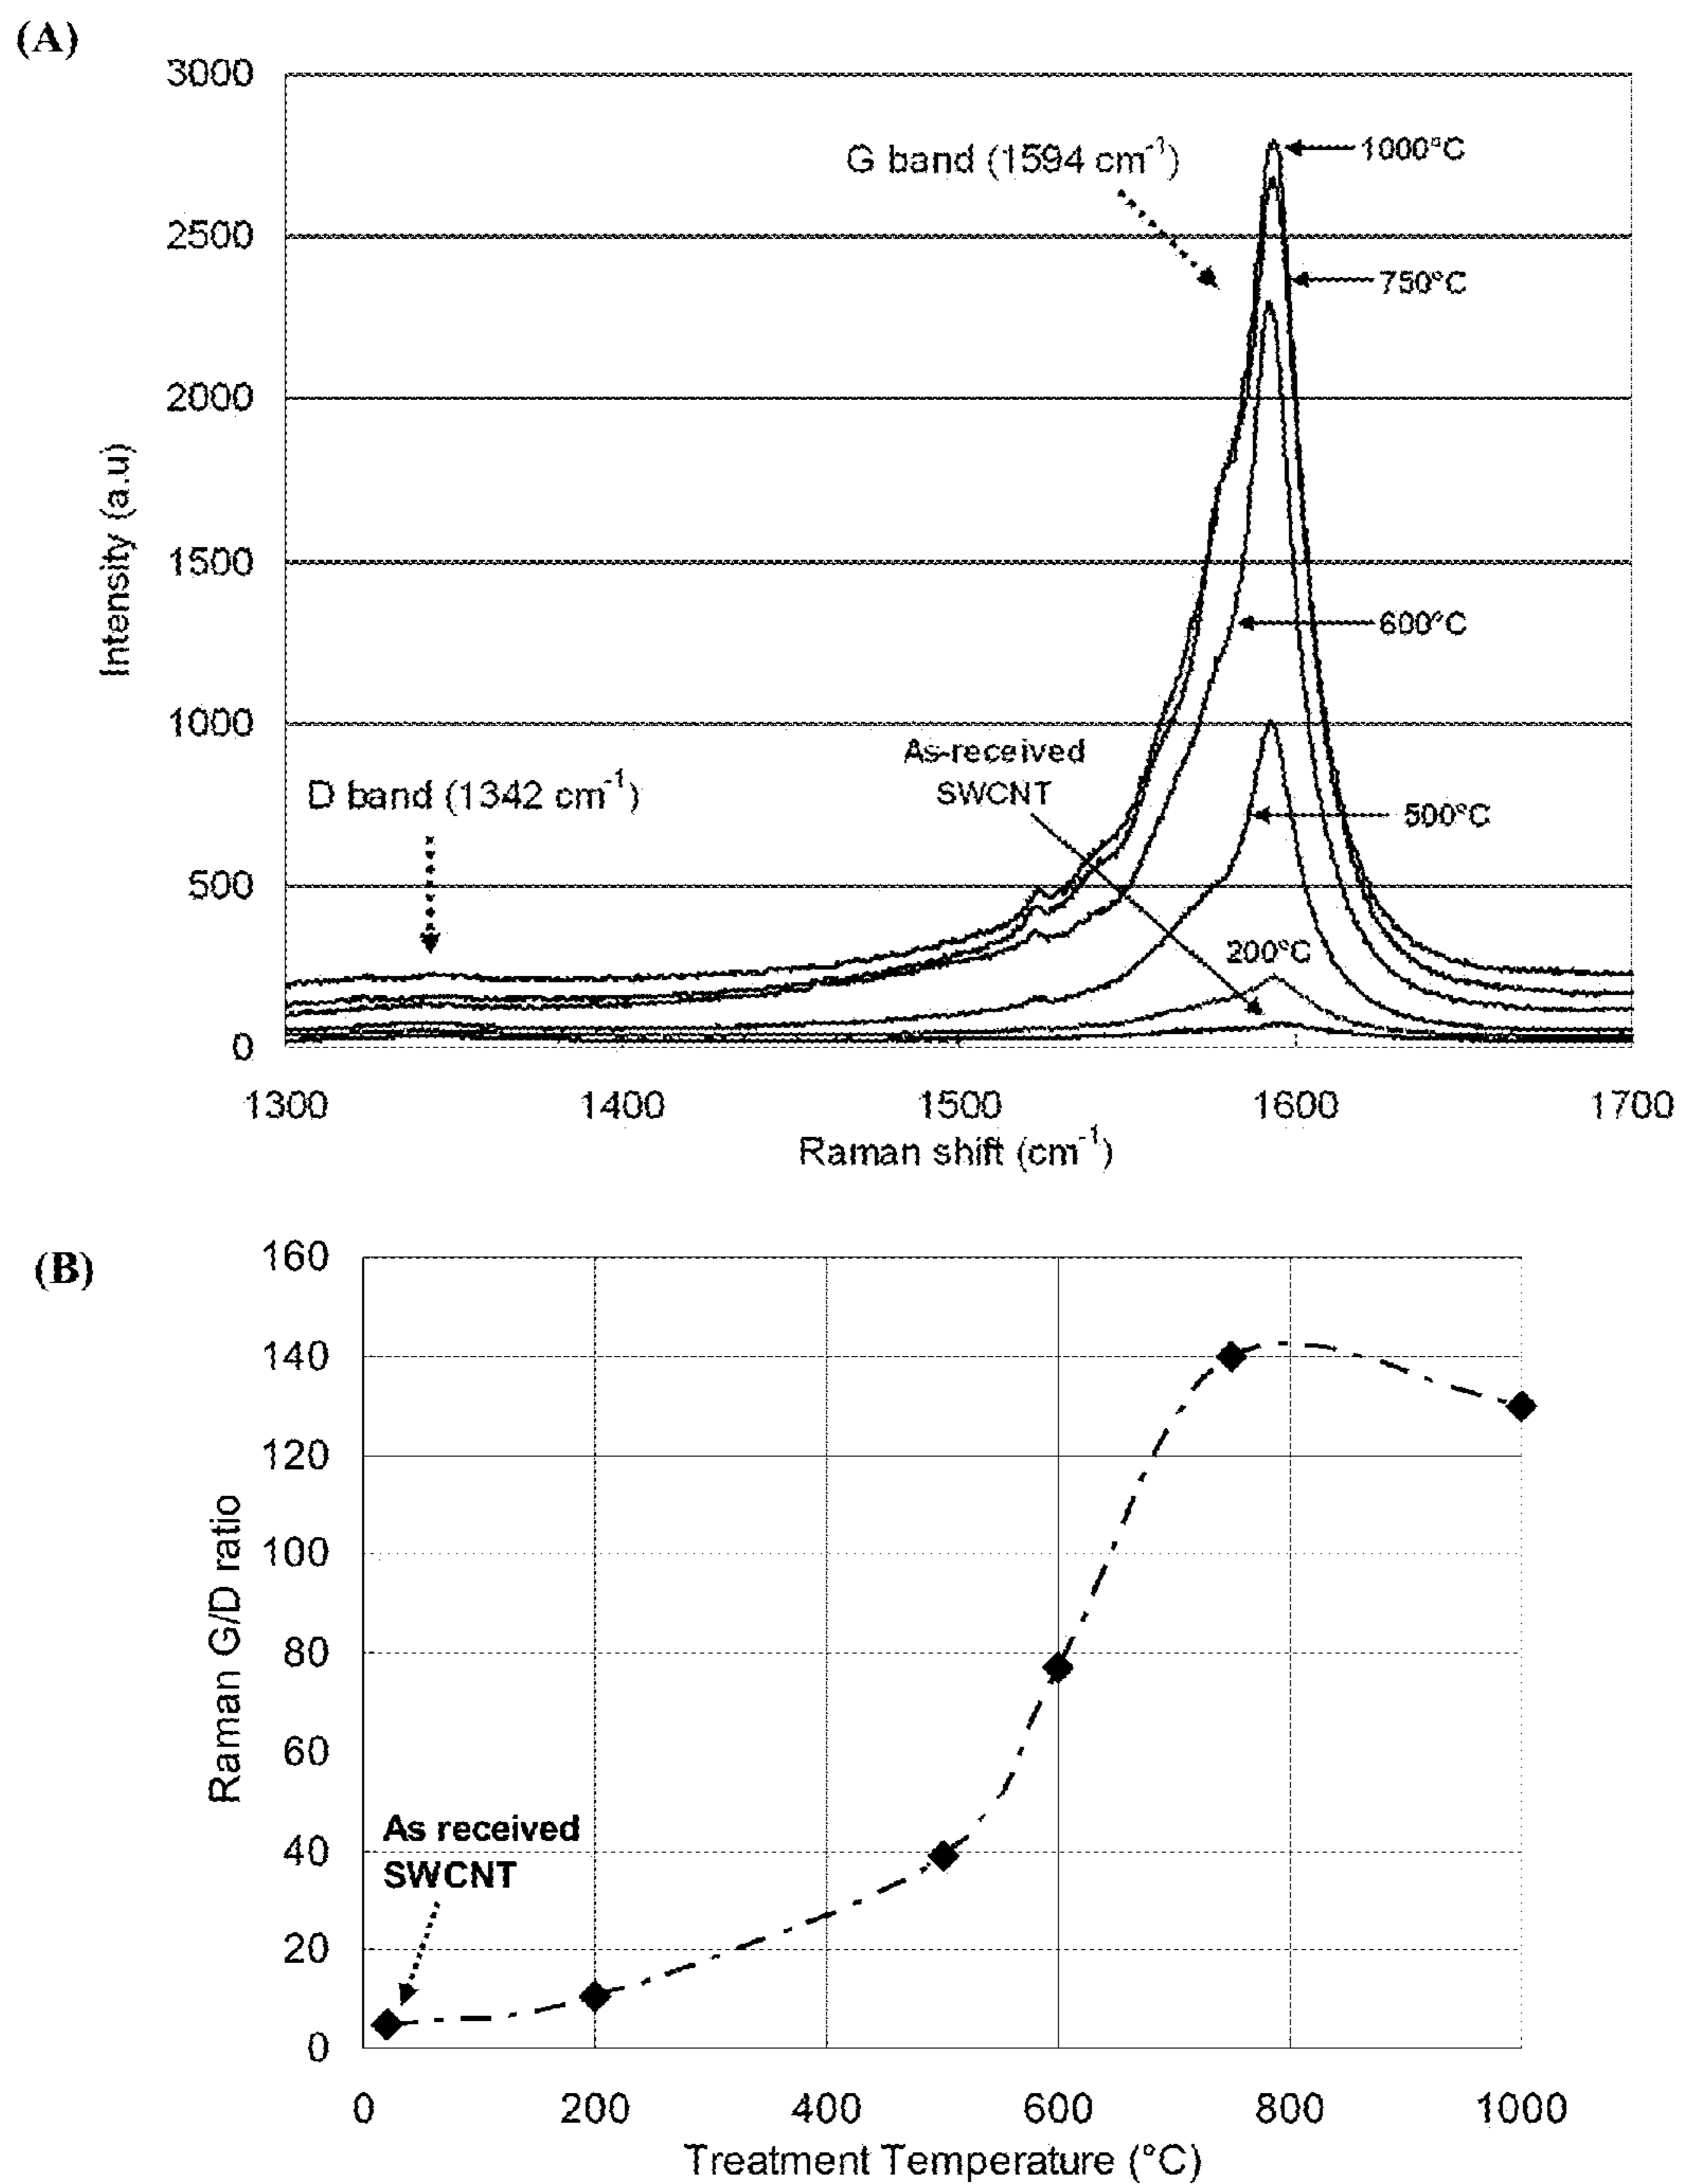 (A)
3000
2500
2000
1500
1000
500
0
Intensity (a.u)
G band (1594 cm⁻¹)
1000°C
750°C
600°C
As-received
SWCNT
D band (1342 cm⁻¹)
500°C
200°C
1300 1400 1500 1600 1700
Raman shift (cm⁻¹)
(B)
160
140
120
100
80
60
40
20
0
Raman G/D ratio
As received
SWCNT
0 200 400 600 800 1000
Treatment Temperature (°C)